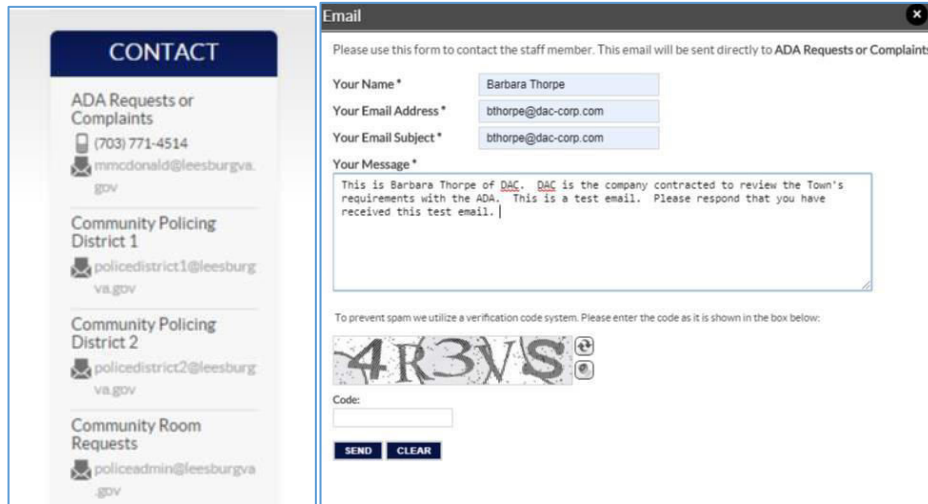 CONTACT
ADA Requests or
Complaints
(703) 771-4514
mmcdonald@leesburgva.
gov
Community Policing
District 1
policedistrict1@leesburg
va.gov
Community Policing
District 2
policedistrict2@leesburg
va.gov
Community Room
Requests
policeadmin@leesburgva
.gov
Email
Please use this form to contact the staff member. This email will be sent directly to ADA Requests or Complaints
Your Name * Barbara Thorpe
Your Email Address * bthorpe@dac-corp.com
Your Email Subject * bthorpe@dac-corp.com
Your Message *
This is Barbara Thorpe of DAC. DAC is the company contracted to review the Town's
requirements with the ADA. This is a test email. Please respond that you have
received this test email.
To prevent spam we utilize a verification code system. Please enter the code as it is shown in the box below:
4R3VS
Code:
SEND CLEAR